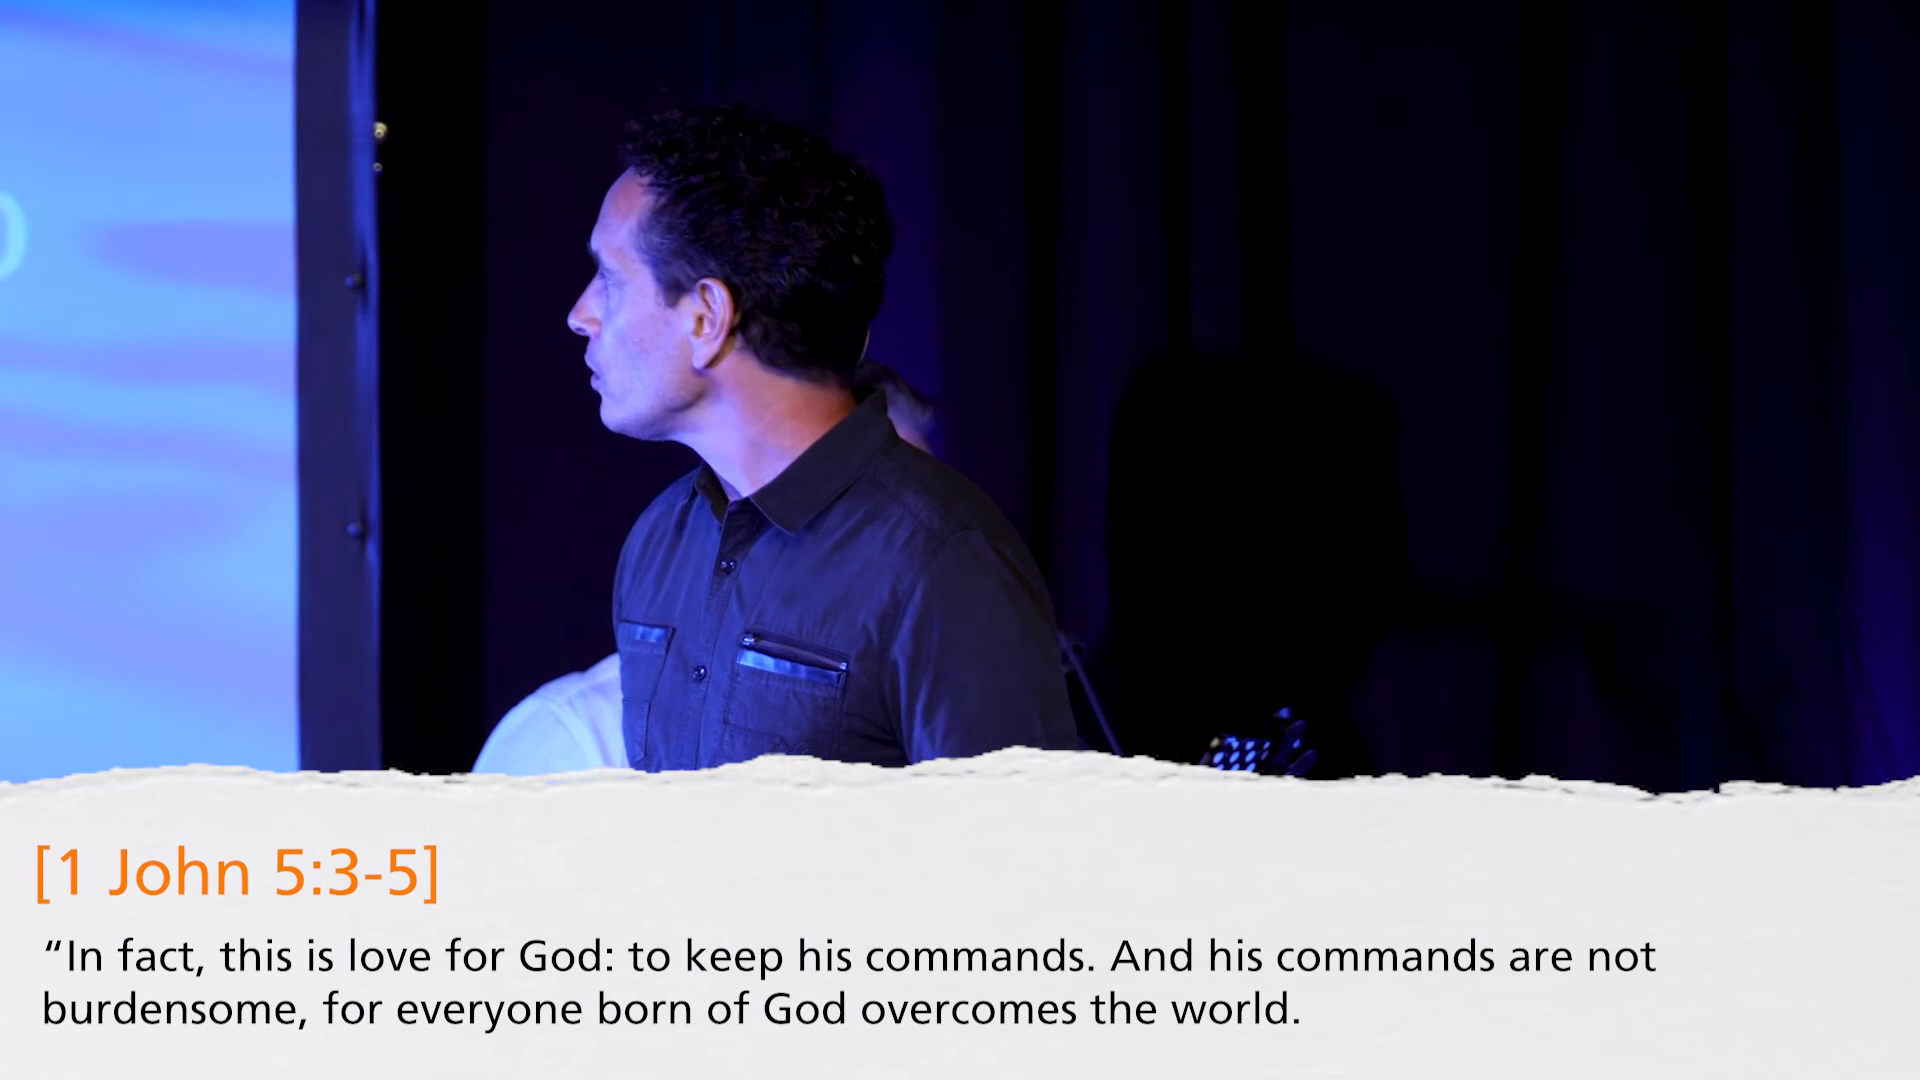 [1 John 5:3-5]
“In fact, this is love for God: to keep his commands. And his commands are not
burdensome, for everyone born of God overcomes the world.